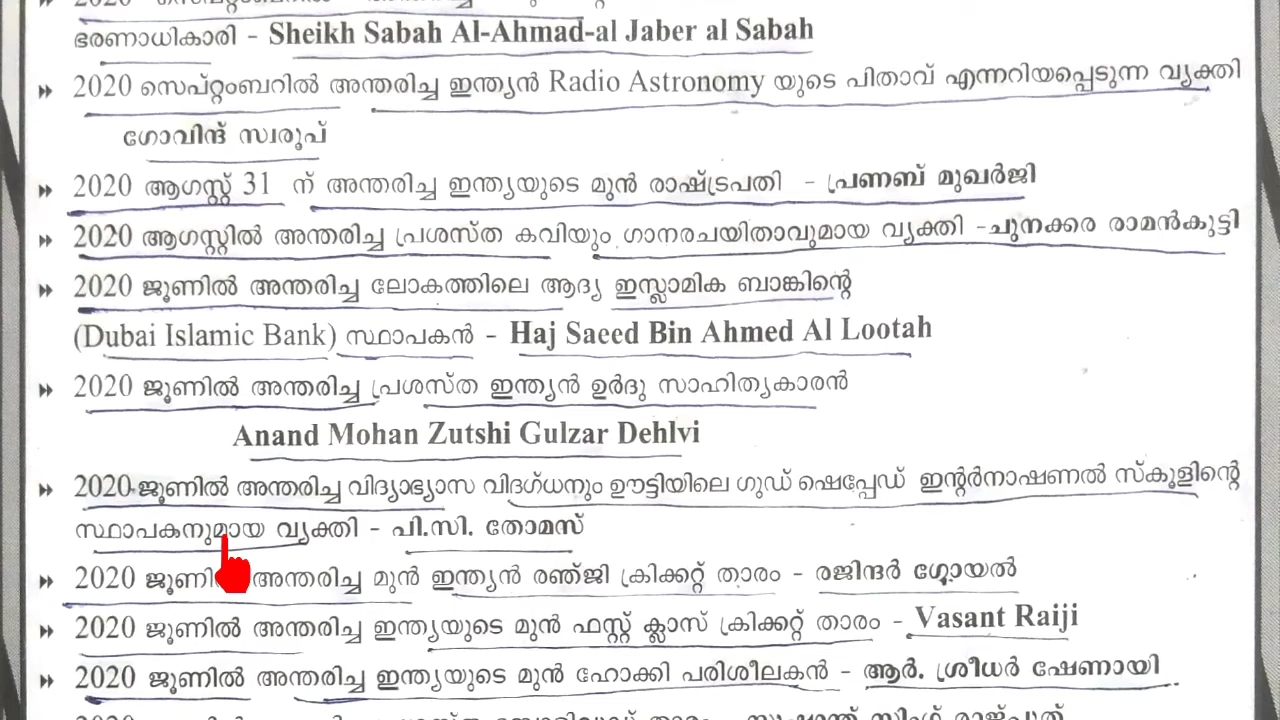 ഭരണാധികാരി - Sheikh Sabah Al-Ahmad-al Jaber al Sabah
2020 സെപ്റ്റംബറിൽ അന്തരിച്ച ഇന്ത്യൻ Radio Astronomy യുടെ പിതാവ് എന്നറിയപ്പെടുന്ന വ്യക്തി
ഗോവിന്ദ് സ്വരൂപ്
2020 ആഗസ്റ്റ് 31 ന് അന്തരിച്ച ഇന്ത്യയുടെ മുൻ രാഷ്ട്രപതി - പ്രണബ് മുഖർജി
2020 ആഗസ്റ്റിൽ അന്തരിച്ച പ്രശസ്ത കവിയും ഗാനരചയിതാവുമായ വ്യക്തി -ചുനക്കര രാമൻകുട്ടി
2020 ജൂണിൽ അന്തരിച്ച ലോകത്തിലെ ആദ്യ ഇസ്ലാമിക ബാങ്കിന്റെ
(Dubai Islamic Bank) സ്ഥാപകൻ - Haj Saeed Bin Ahmed Al Lootah
2020 ജൂണിൽ അന്തരിച്ച പ്രശസ്ത ഇന്ത്യൻ ഉർദു സാഹിത്യകാരൻ
Anand Mohan Zutshi Gulzar Dehlvi
2020 ജൂണിൽ അന്തരിച്ച വിദ്യാഭ്യാസ വിദഗ്ധനും ഊട്ടിയിലെ ഗുഡ് ഷെപ്പേഡ് ഇന്റർനാഷണൽ സ്കൂളിന്റെ
സ്ഥാപകനുമായ വ്യക്തി - പി.സി. തോമസ്
2020 ജൂണിൽ അന്തരിച്ച മുൻ ഇന്ത്യൻ രഞ്ജി ക്രിക്കറ്റ് താരം - രജിന്ദർ ഗ്ലോയൽ
2020 ജൂണിൽ അന്തരിച്ച ഇന്ത്യയുടെ മുൻ ഫസ്റ്റ് ക്ലാസ് ക്രിക്കറ്റ് താരം - Vasant Raiji
2020 ജൂണിൽ അന്തരിച്ച ഇന്ത്യയുടെ മുൻ ഹോക്കി പരിശീലകൻ - ആർ. ശ്രീധർ ഷേണായി